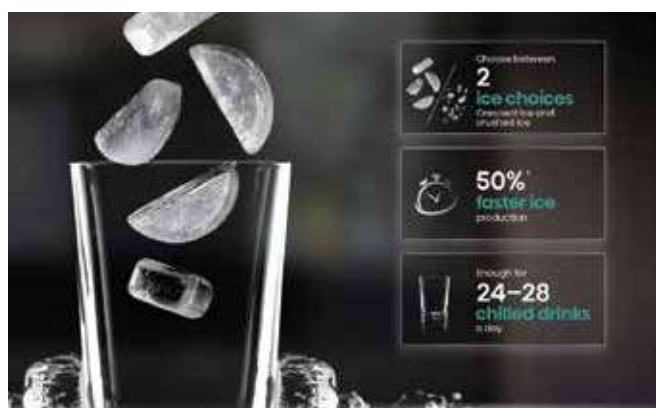 Choose between
2
ice choices
Crescent ice and
crushed ice
50%*
faster ice
production
Enough for
24–28
chilled drinks
a day